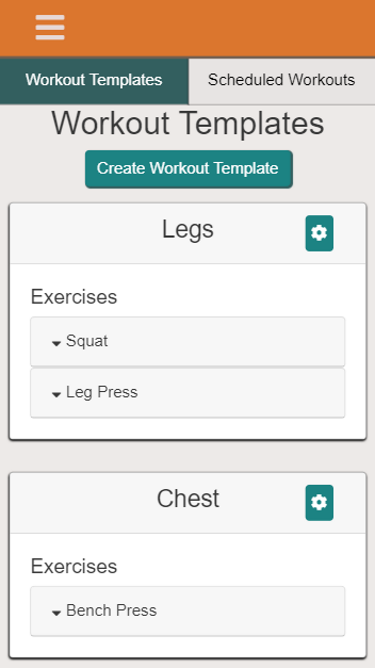 Workout Templates
Scheduled Workouts
Workout Templates
Create Workout Template
Legs
Exercises
Squat
Leg Press
Chest
Exercises
Bench Press